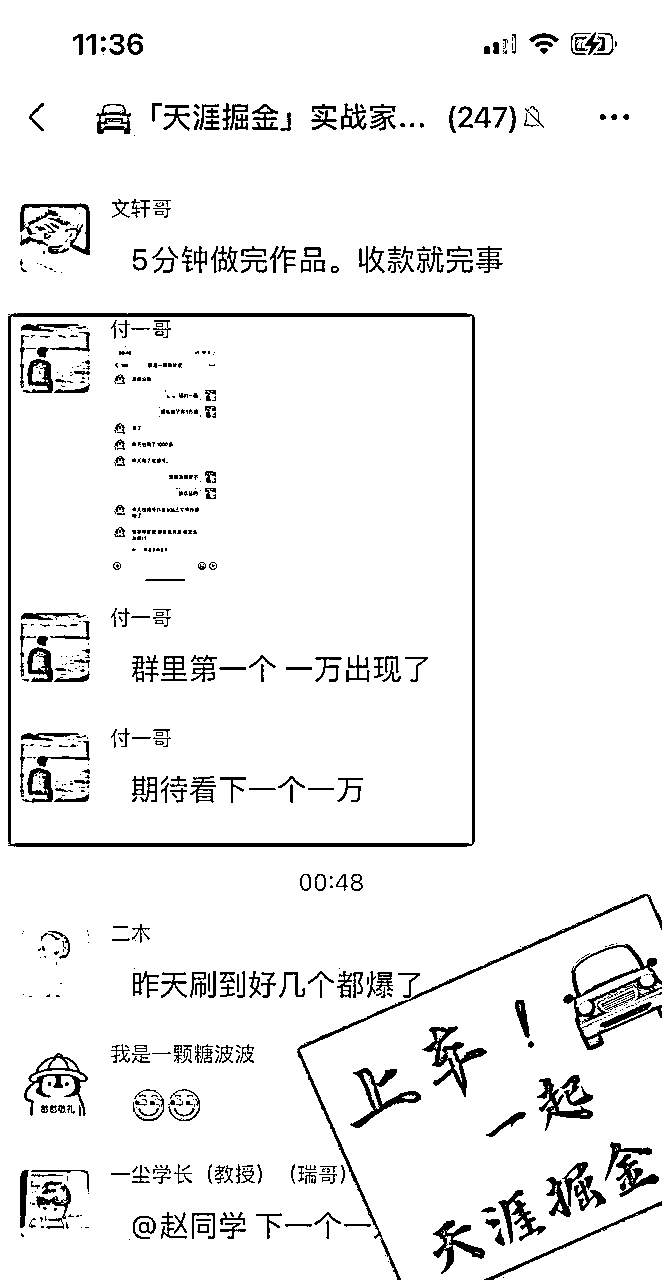 11:36
「天涯掘金」实战家... (247)
文轩哥
5分钟做完作品。收款就完事
付一哥
付一哥
群里第一个 一万出现了
付一哥
期待看下一个一万
00:48
二木
昨天刷到好几个都爆了
我是一颗糖波波
一尘学长（教授）（瑞哥）
@赵同学 下一个一
上车！
一起
天涯掘金